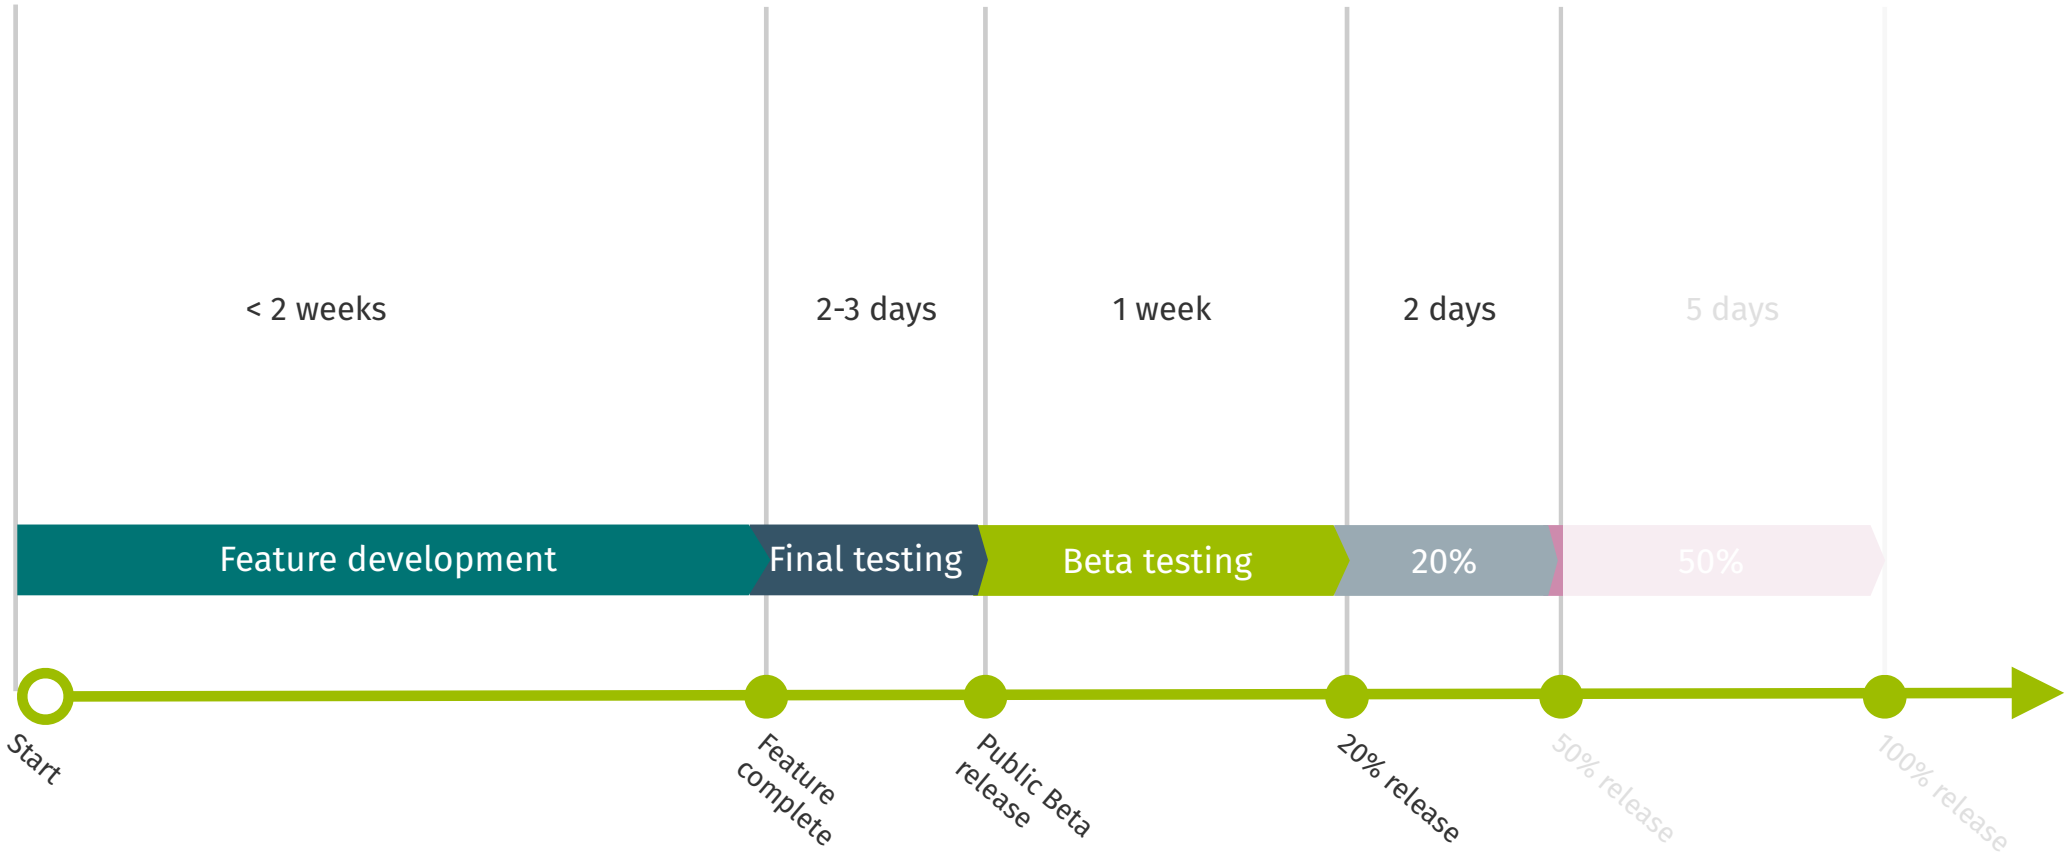 < 2 weeks
2-3 days
1 week
2 days
5 days
Feature development
Final testing
Beta testing
20%
50%
Start
Feature
complete
Public Beta
release
20% release
50% release
100% release